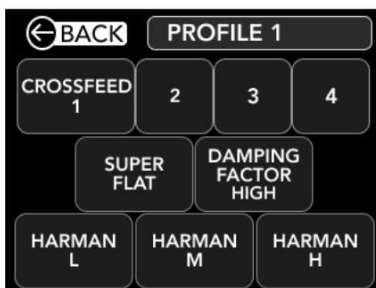 BACK PROFILE 1
CROSSFEED
1
2
3
4
SUPER
FLAT
DAMPING
FACTOR
HIGH
HARMAN
L
HARMAN
M
HARMAN
H